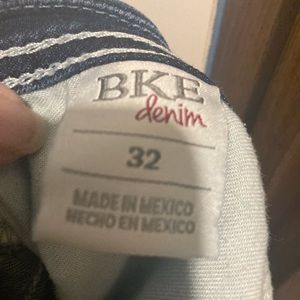 BKE
denim
32
MADE IN MEXICO
HECHO EN MEXICO